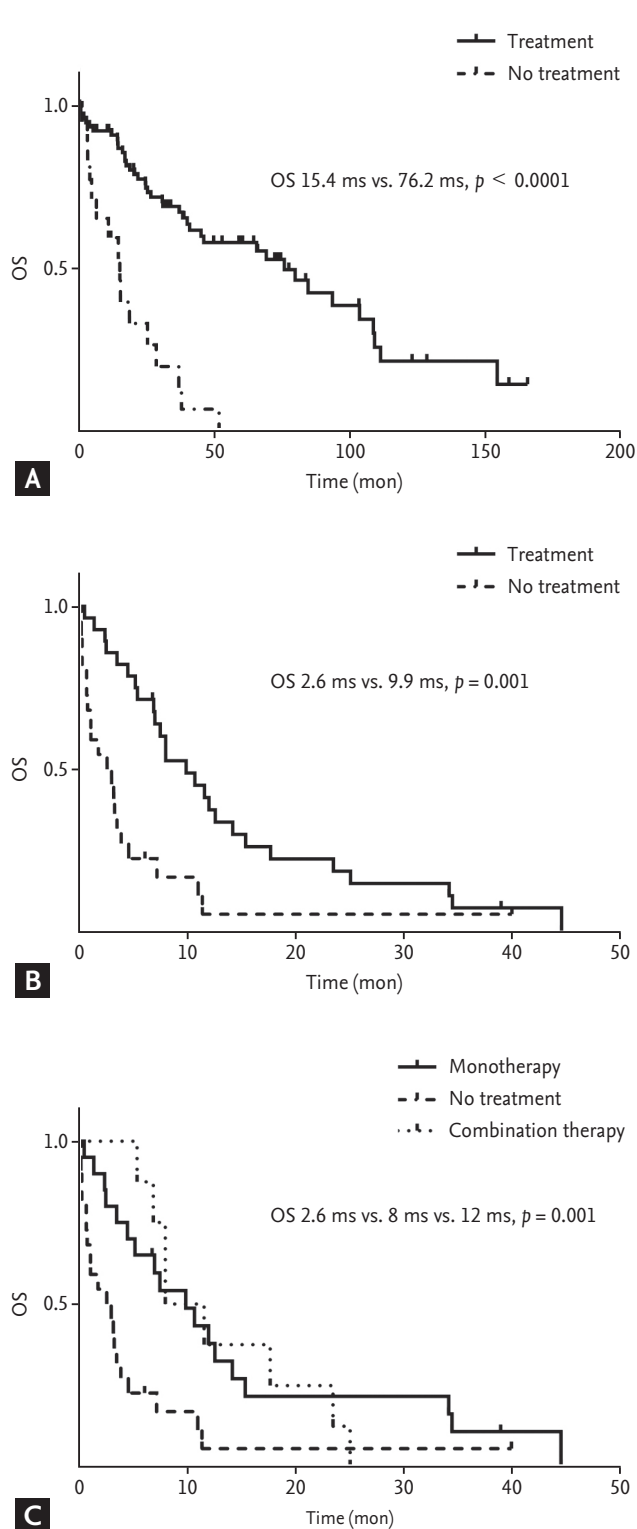 Treatment
No treatment
1.0
OS 15.4 ms vs. 76.2 ms, p < 0.0001
0.5
OS
0 50 100 150 200
Time (mon)
A
Treatment
No treatment
1.0
OS 2.6 ms vs. 9.9 ms, p = 0.001
0.5
OS
0 10 20 30 40 50
Time (mon)
B
Monotherapy
No treatment
Combination therapy
1.0
OS 2.6 ms vs. 8 ms vs. 12 ms, p = 0.001
0.5
OS
0 10 20 30 40 50
Time (mon)
C